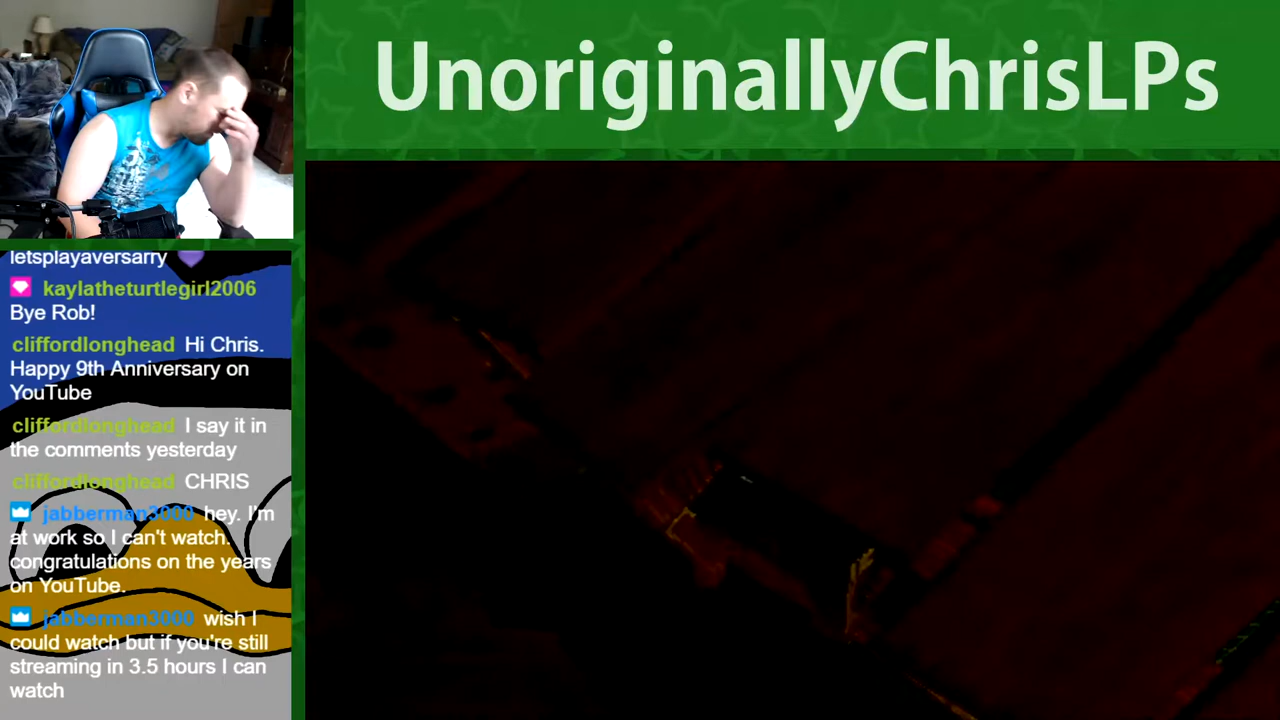 UnoriginallyChrisLPs
letsplayaversarry
kaylatheturtlegirl2006
Bye Rob!
cliffordlonghead Hi Chris.
Happy 9th Anniversary on
YouTube
cliffordlonghead I say it in
the comments yesterday
cliffordlonghead CHRIS
jabberman3000 hey. I'm
at work so I can't watch.
congratulations on the years
on YouTube.
jabberman3000 wish I
could watch but if you're still
streaming in 3.5 hours I can
watch